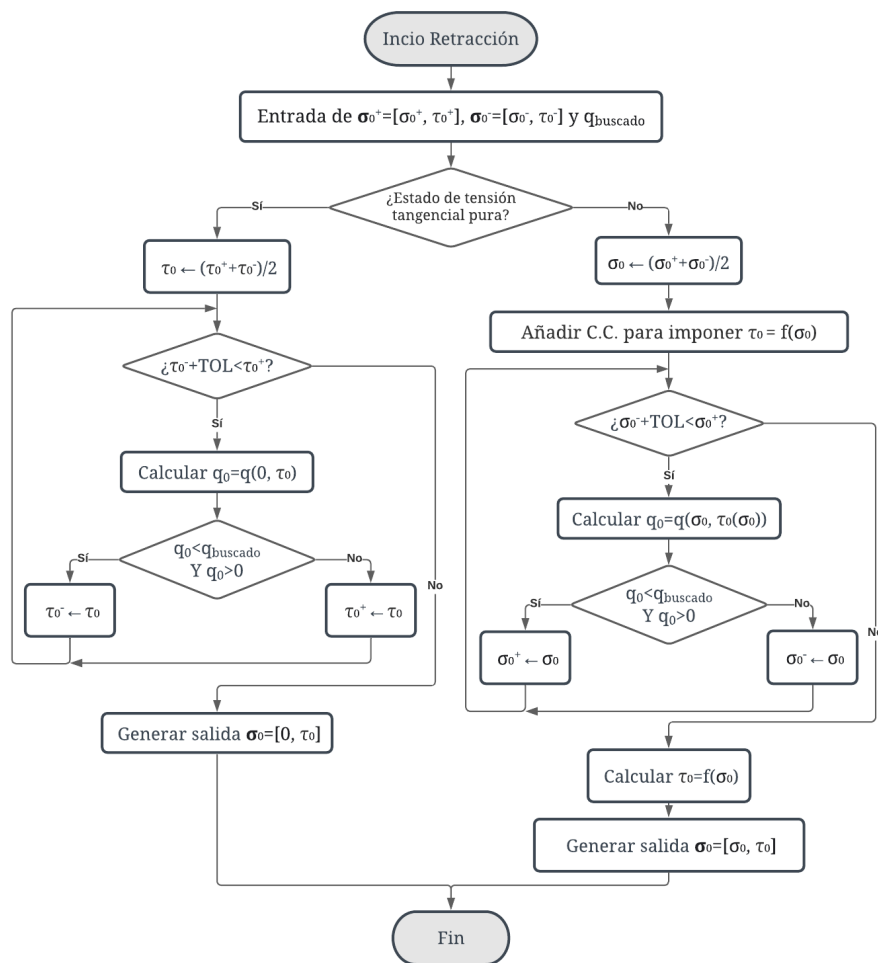 Incio Retracción
Entrada de σ₀⁺=[σ₀⁺, τ₀⁺], σ₀⁻=[σ₀⁻, τ₀⁻] y q_buscado
¿Estado de tensión
tangencial pura?
Sí
No
τ₀ ← (τ₀⁺+τ₀⁻)/2
σ₀ ← (σ₀⁺+σ₀⁻)/2
Añadir C.C. para imponer τ₀ = f(σ₀)
¿τ₀⁻+TOL<τ₀⁺?
Sí
No
Calcular q₀=q(0, τ₀)
q₀<q_buscado
Y q₀>0
Sí
No
τ₀⁻ ← τ₀
τ₀⁺ ← τ₀
Generar salida σ₀=[0, τ₀]
¿σ₀⁻+TOL<σ₀⁺?
Sí
No
Calcular q₀=q(σ₀, τ₀(σ₀))
q₀<q_buscado
Y q₀>0
Sí
No
σ₀⁺ ← σ₀
σ₀⁻ ← σ₀
Calcular τ₀=f(σ₀)
Generar salida σ₀=[σ₀, τ₀]
Fin